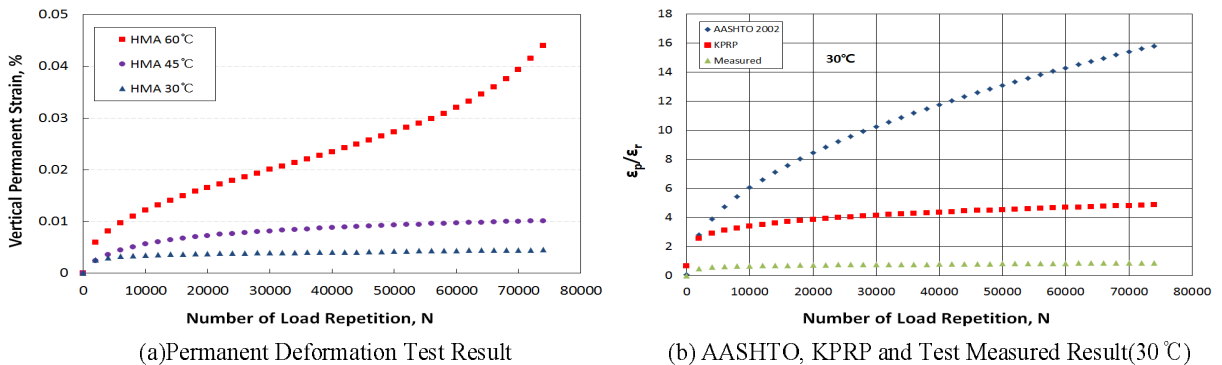 0.05
0.04
0.03
0.02
0.01
0
Vertical Permanent Strain, %
HMA 60℃
HMA 45℃
HMA 30℃
0 10000 20000 30000 40000 50000 60000 70000 80000
Number of Load Repetition, N
(a)Permanent Deformation Test Result
18
16
14
12
10
8
6
4
2
0
εp/εr
AASHTO 2002
KPRP
Measured
30℃
0 10000 20000 30000 40000 50000 60000 70000 80000
Number of Load Repetition, N
(b) AASHTO, KPRP and Test Measured Result(30℃)